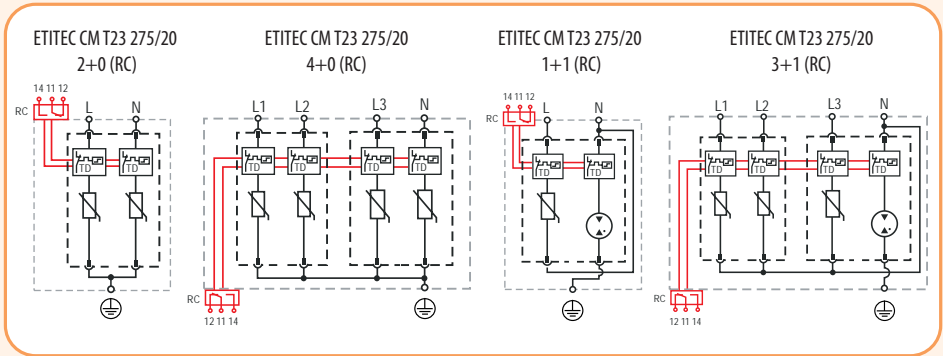 ETITEC CM T23 275/20
2+0 (RC)
14 11 12
RC
L N
TD TD
ETITEC CM T23 275/20
4+0 (RC)
L1 L2 L3 N
TD TD TD TD
RC
12 11 14
ETITEC CM T23 275/20
1+1 (RC)
14 11 12
RC
L N
TD TD
ETITEC CM T23 275/20
3+1 (RC)
L1 L2 L3 N
TD TD TD TD
RC
12 11 14